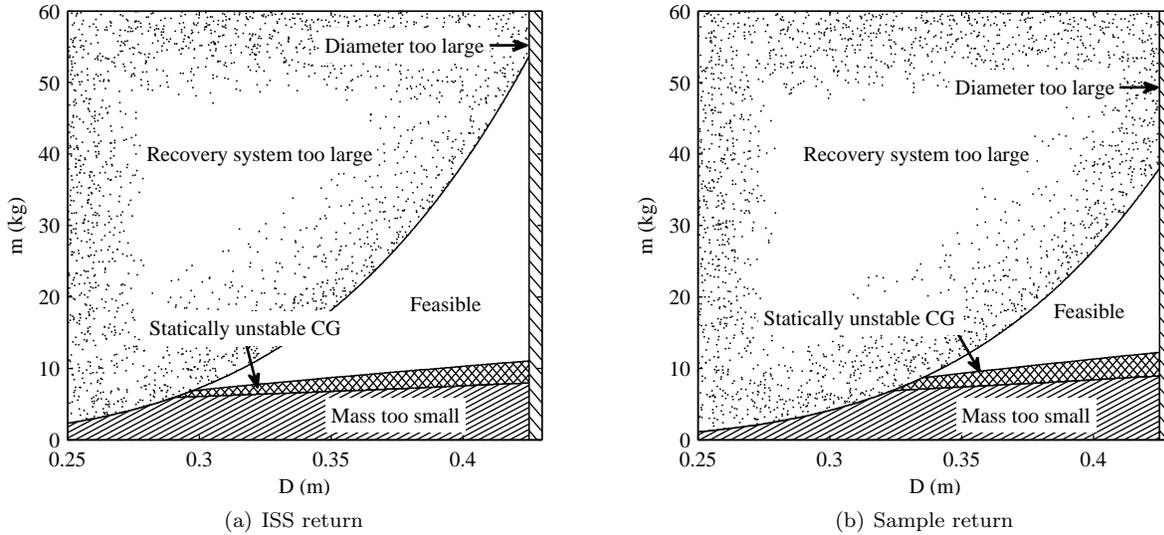 60
50
40
30
20
10
0
m (kg)
Diameter too large
Recovery system too large
Feasible
Statically unstable CG
Mass too small
0.25 0.3 0.35 0.4
D (m)
(a) ISS return
60
50
40
30
20
10
0
m (kg)
Diameter too large
Recovery system too large
Feasible
Statically unstable CG
Mass too small
0.25 0.3 0.35 0.4
D (m)
(b) Sample return